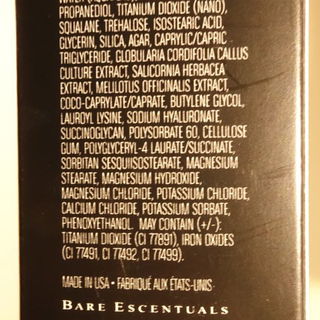 PROPANEDIOL, TITANIUM DIOXIDE (NANO),
SQUALANE, TREHALOSE, ISOSTEARIC ACID,
GLYCERIN, SILICA, AGAR, CAPRYLIC/CAPRIC
TRIGLYCERIDE, GLOBULARIA CORDIFOLIA CALLUS
CULTURE EXTRACT, SALICORNIA HERBACEA
EXTRACT, MELILOTUS OFFICINALIS EXTRACT,
COCO-CAPRYLATE/CAPRATE, BUTYLENE GLYCOL,
LAUROYL LYSINE, SODIUM HYALURONATE,
SUCCINOGLYCAN, POLYSORBATE 60, CELLULOSE
GUM, POLYGLYCERYL-4 LAURATE/SUCCINATE,
SORBITAN SESQUIISOSTEARATE, MAGNESIUM
STEARATE, MAGNESIUM HYDROXIDE,
MAGNESIUM CHLORIDE, POTASSIUM CHLORIDE,
CALCIUM CHLORIDE, POTASSIUM SORBATE,
PHENOXYETHANOL. MAY CONTAIN (+/-):
TITANIUM DIOXIDE (CI 77891), IRON OXIDES
(CI 77491, CI 77492, CI 77499).
MADE IN USA • FABRIQUÉ AUX ÉTATS-UNIS
BARE ESCENTUALS